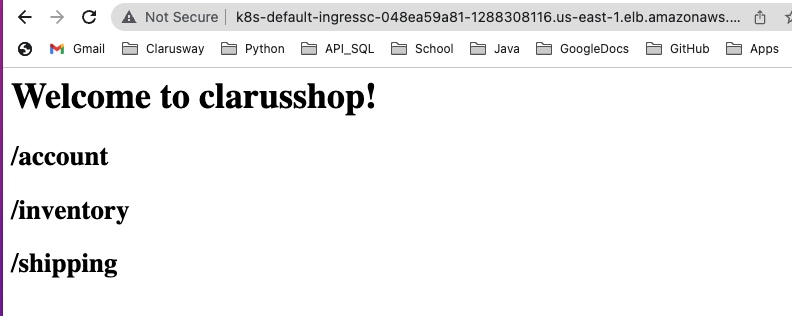 Not Secure k8s-default-ingressc-048ea59a81-1288308116.us-east-1.elb.amazonaws....
Gmail Clarusway Python API_SQL School Java GoogleDocs GitHub Apps
Welcome to clarusshop!
/account
/inventory
/shipping